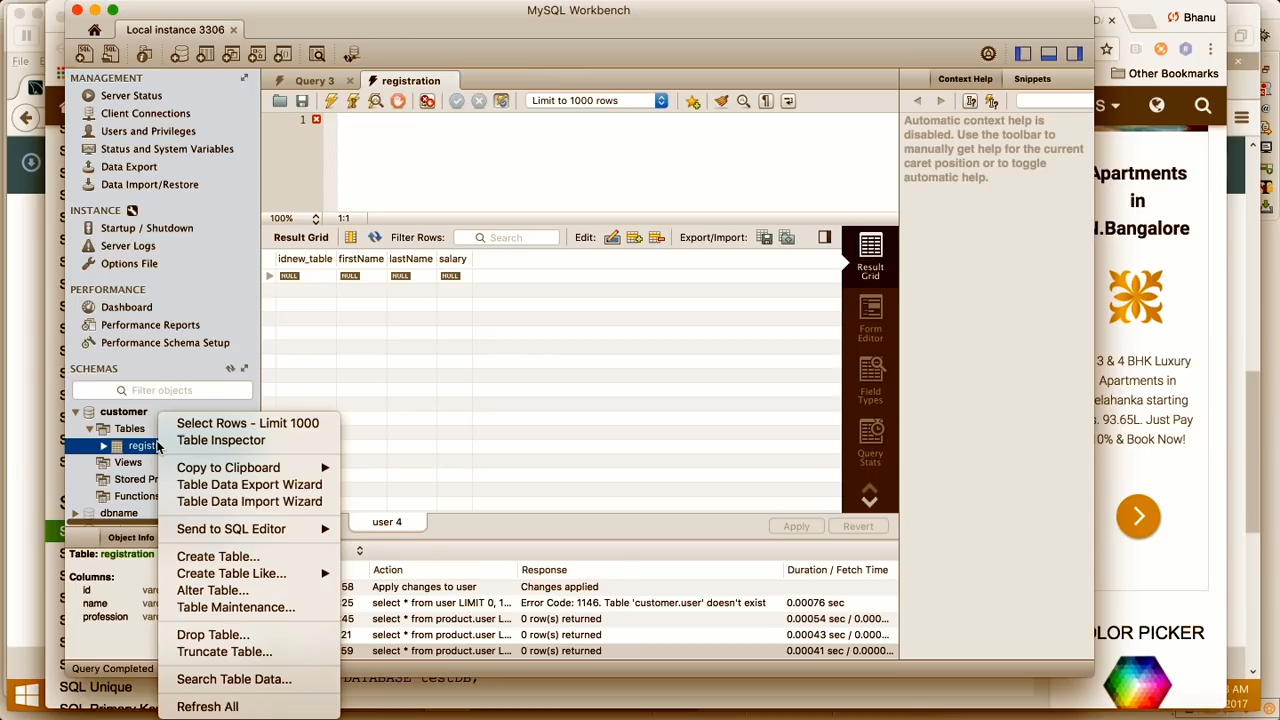 MySQL Workbench
Local instance 3306
MANAGEMENT
Server Status
Client Connections
Users and Privileges
Status and System Variables
Data Export
Data Import/Restore
INSTANCE
Startup / Shutdown
Server Logs
Options File
PERFORMANCE
Dashboard
Performance Reports
Performance Schema Setup
SCHEMAS
Filter objects
customer
Tables
regist
Views
Stored Pr
Functions
dbname
Object Info
Table: registration
Columns:
id
name
profession
Query Completed
SQL Unique
Query 3
registration
Limit to 1000 rows
1
100%
1:1
Result Grid
Filter Rows:
Search
Edit:
Export/Import:
idnew_table firstName lastName salary
NULL NULL NULL NULL
Result
Grid
Form
Editor
Field
Types
Query
Stats
user 4
Apply
Revert
Select Rows - Limit 1000
Table Inspector
Copy to Clipboard
Table Data Export Wizard
Table Data Import Wizard
Send to SQL Editor
Create Table...
Create Table Like...
Alter Table...
Table Maintenance...
Drop Table...
Truncate Table...
Search Table Data...
Refresh All
Action Response Duration / Fetch Time
58 Apply changes to user Changes applied
25 select * from user LIMIT 0, 1... Error Code: 1146. Table 'customer.user' doesn't exist 0.00076 sec
45 select * from product.user L... 0 row(s) returned 0.00054 sec / 0.000...
21 select * from product.user L... 0 row(s) returned 0.00043 sec / 0.000...
59 select * from product.user L... 0 row(s) returned 0.00041 sec / 0.0000...
Context Help
Snippets
Automatic context help is
disabled. Use the toolbar to
manually get help for the current
caret position or to toggle
automatic help.
Bhanu
Other Bookmarks
File
Apartments
in
N.Bangalore
3 & 4 BHK Luxury
Apartments in
elahanka starting
s. 93.65L. Just Pay
0% & Book Now!
OLOR PICKER
AM
2017